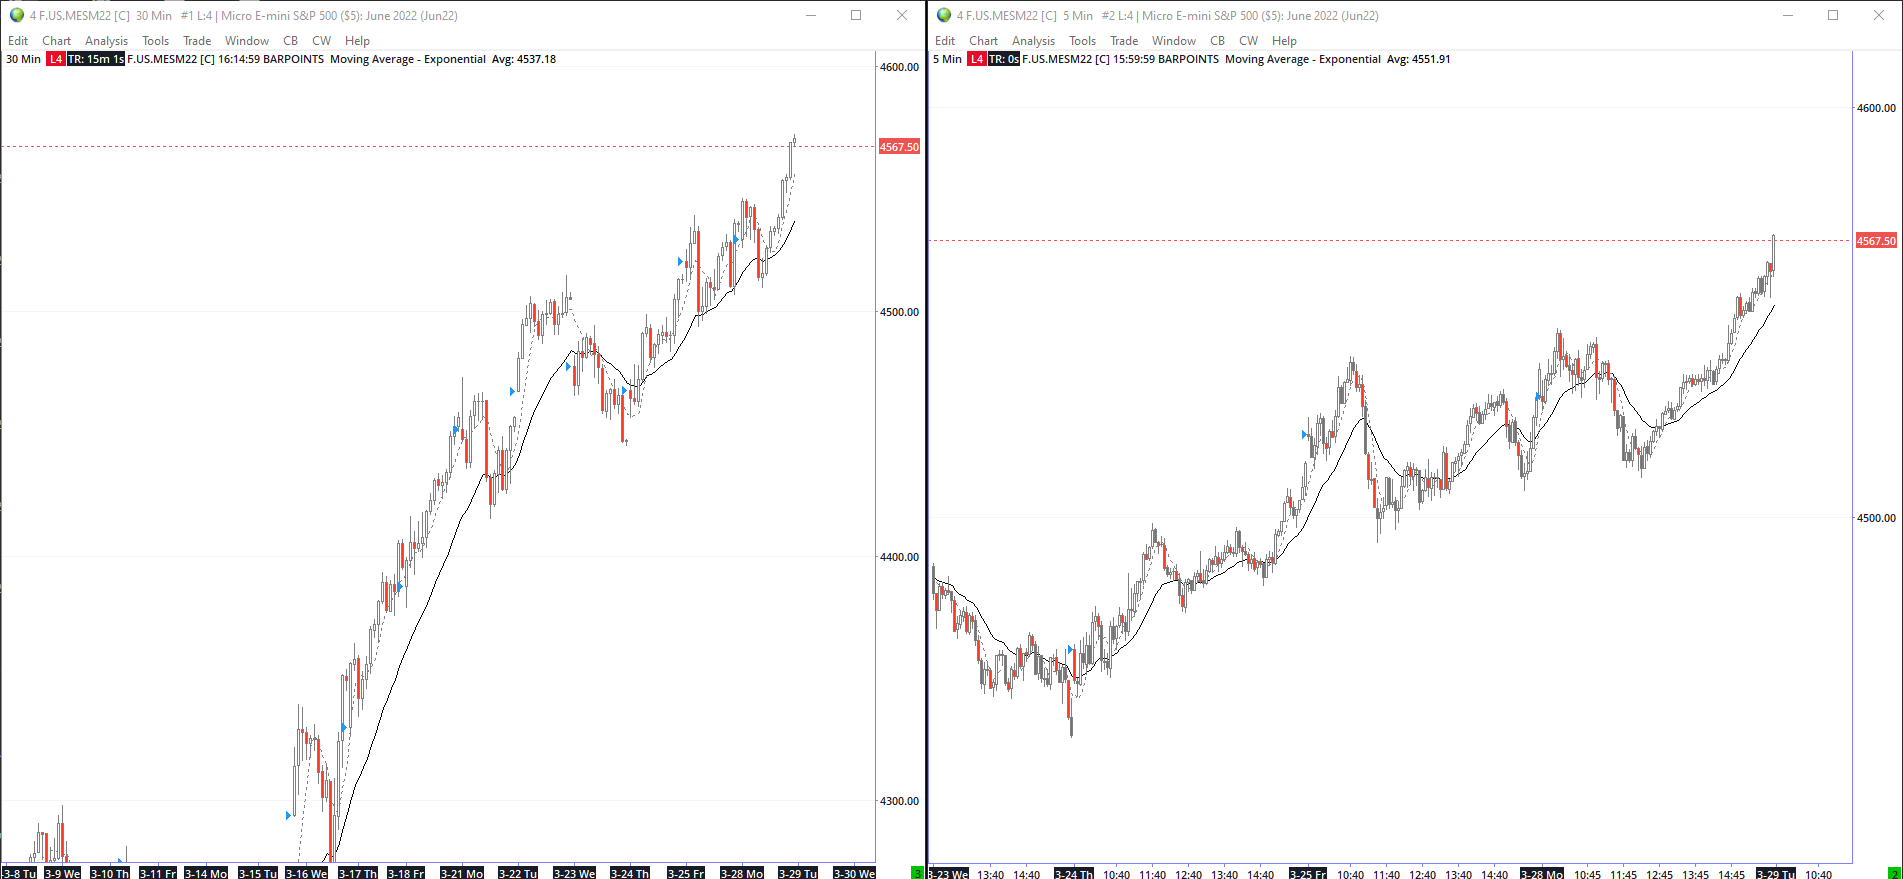 4 F.US.MESM22 [C]  30 Min  #1 L:4 | Micro E-mini S&P 500 ($5): June 2022 (Jun22)
Edit Chart Analysis Tools Trade Window CB CW Help
30 Min L4 TR: 15m 1s F.US.MESM22 [C] 16:14:59 BARPOINTS Moving Average - Exponential Avg: 4537.18
4600.00
4567.50
4500.00
4400.00
4300.00
3-8 Tu 3-9 We 3-10 Th 3-11 Fr 3-14 Mo 3-15 Tu 3-16 We 3-17 Th 3-18 Fr 3-21 Mo 3-22 Tu 3-23 We 3-24 Th 3-25 Fr 3-28 Mo 3-29 Tu 3-30 We 3
4 F.US.MESM22 [C]  5 Min  #2 L:4 | Micro E-mini S&P 500 ($5): June 2022 (Jun22)
Edit Chart Analysis Tools Trade Window CB CW Help
5 Min L4 TR: 0s F.US.MESM22 [C] 15:59:59 BARPOINTS Moving Average - Exponential Avg: 4551.91
4600.00
4567.50
4500.00
3-23 We 13:40 14:40 3-24 Th 10:40 11:40 12:40 13:40 14:40 3-25 Fr 10:40 11:40 12:40 13:40 14:40 3-28 Mo 10:45 11:45 12:45 13:45 14:45 3-29 Tu 10:40 2